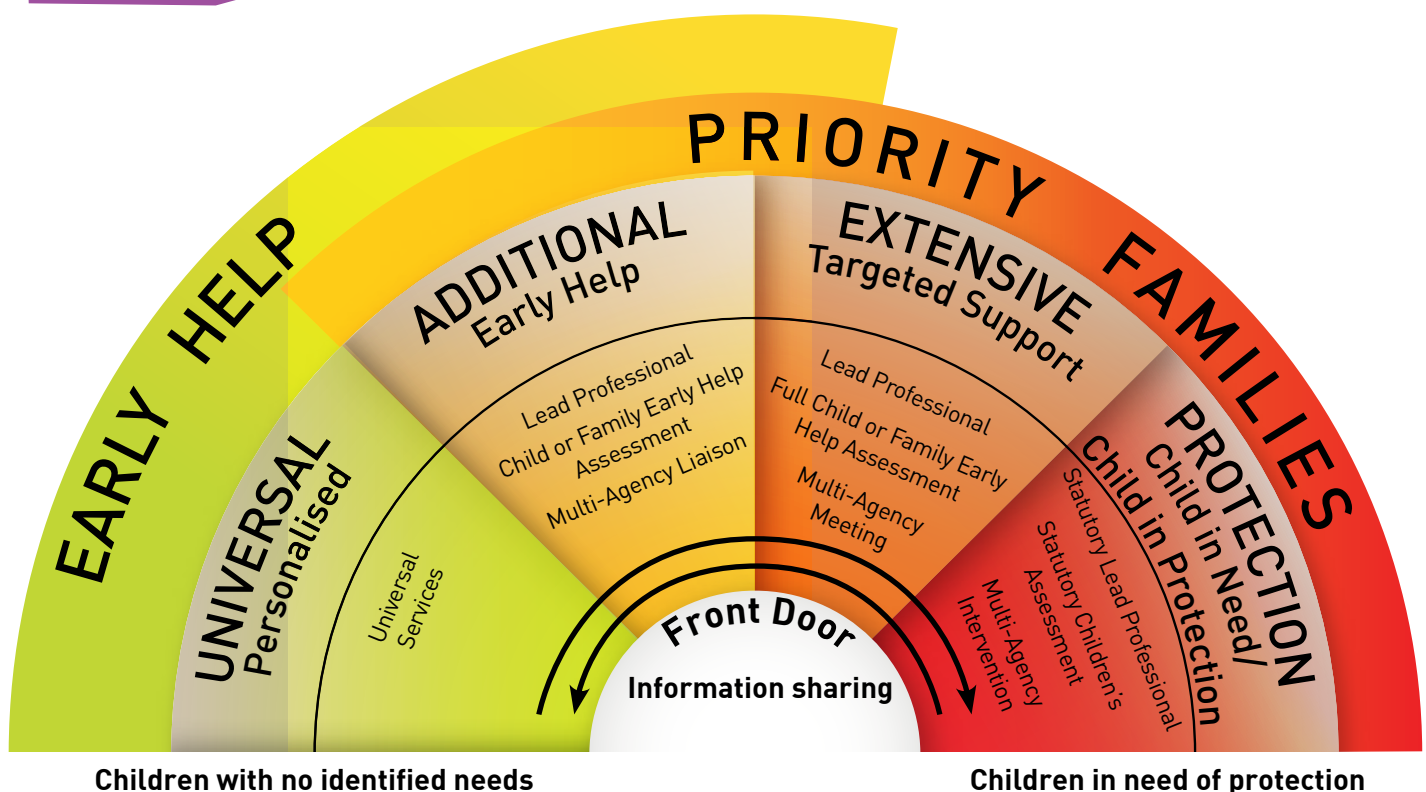 EARLY HELP
PRIORITY FAMILIES
UNIVERSAL
Personalised
Universal
Services
ADDITIONAL
Early Help
Lead Professional
Child or Family Early Help
Assessment
Multi-Agency Liaison
EXTENSIVE
Targeted Support
Lead Professional
Full Child or Family Early
Help Assessment
Multi-Agency
Meeting
PROTECTION
Child in Need/
Child in Protection
Statutory Lead Professional
Statutory Children's
Assessment
Multi-Agency
Intervention
Front Door
Information sharing
Children with no identified needs
Children in need of protection